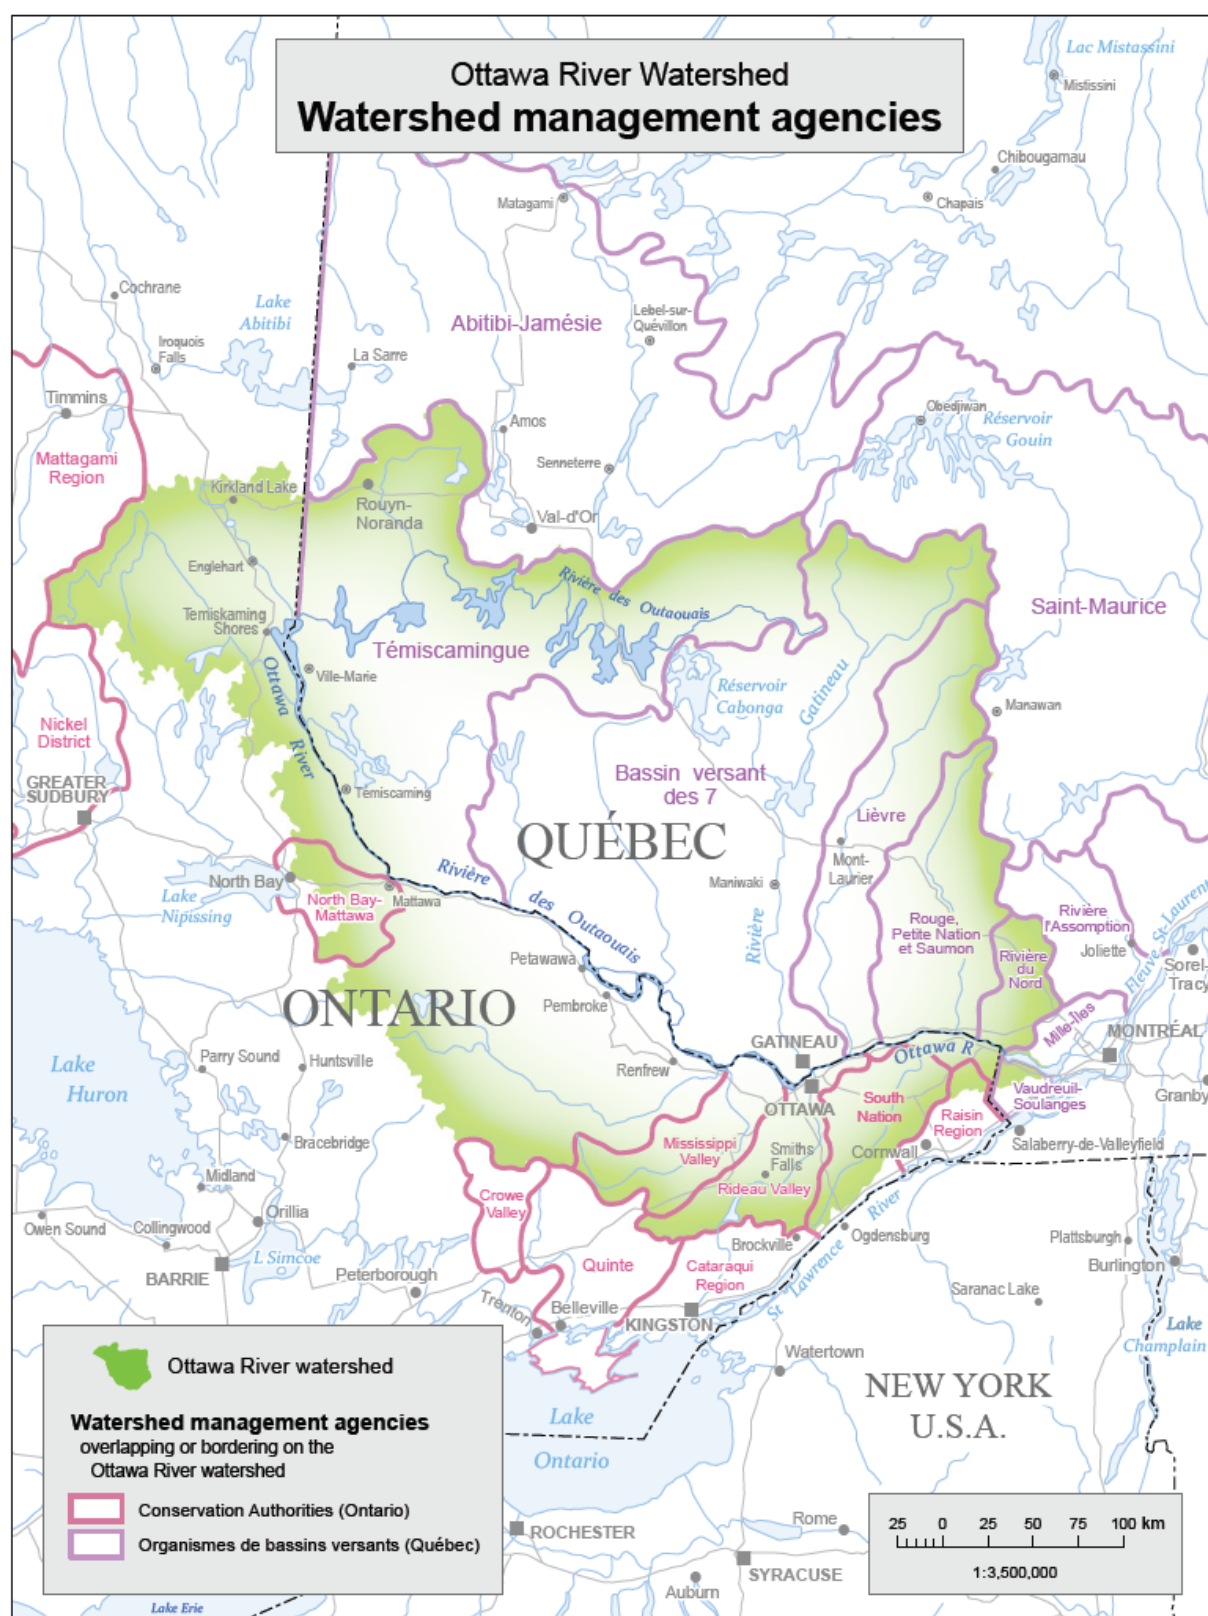 Ottawa River Watershed
Watershed management agencies
Lac Mistassini
Mistissini
Chibougamau
Chapais
Matagami
Cochrane
Lake
Abitibi
Abitibi-Jamésie
Lebel-sur-
Quévillon
Iroquois
Falls
La Sarre
Timmins
Amos
Obedjiwan
Réservoir
Gouin
Mattagami
Region
Senneterre
Kirkland Lake
Rouyn-
Noranda
Val-d'Or
Englehart
Rivière des Outaouais
Temiskaming
Shores
Saint-Maurice
Témiscamingue
Ville-Marie
Ottawa River
Réservoir
Cabonga
Gatineau
Manawan
Nickel
District
GREATER
SUDBURY
Témiscaming
Bassin versant
des 7
Lièvre
QUÉBEC
Mont-
Laurier
Rivière
des Outaouais
Maniwaki
North Bay
Mattawa
North Bay-
Mattawa
Lake
Nipissing
Rivière
Rouge,
Petite Nation
et Saumon
Rivière
l'Assomption
Joliette
Fleuve St-Laurent
Sorel-
Tracy
Rivière
du
Nord
Petawawa
Pembroke
ONTARIO
Mille-Îles
MONTRÉAL
GATINEAU
Ottawa R
Lake
Huron
Parry Sound
Huntsville
Renfrew
OTTAWA
South
Nation
Vaudreuil-
Soulanges
Granby
Raisin
Region
Bracebridge
Mississippi
Valley
Smiths
Falls
Cornwall
Salaberry-de-Valleyfield
Midland
Crowe
Valley
Rideau Valley
Orillia
Owen Sound
Collingwood
River
Ogdensburg
Brockville
Plattsburgh
L Simcoe
BARRIE
Peterborough
Quinte
Cataraqui
Region
St Lawrence
Burlington
Saranac Lake
Trenton
Belleville
KINGSTON
Lake
Champlain
Watertown
Ottawa River watershed
NEW YORK
U.S.A.
Lake
Ontario
Watershed management agencies
overlapping or bordering on the
Ottawa River watershed
Conservation Authorities (Ontario)
Organismes de bassins versants (Québec)
ROCHESTER
Rome
25 0 25 50 75 100 km
1:3,500,000
SYRACUSE
Auburn
Lake Erie